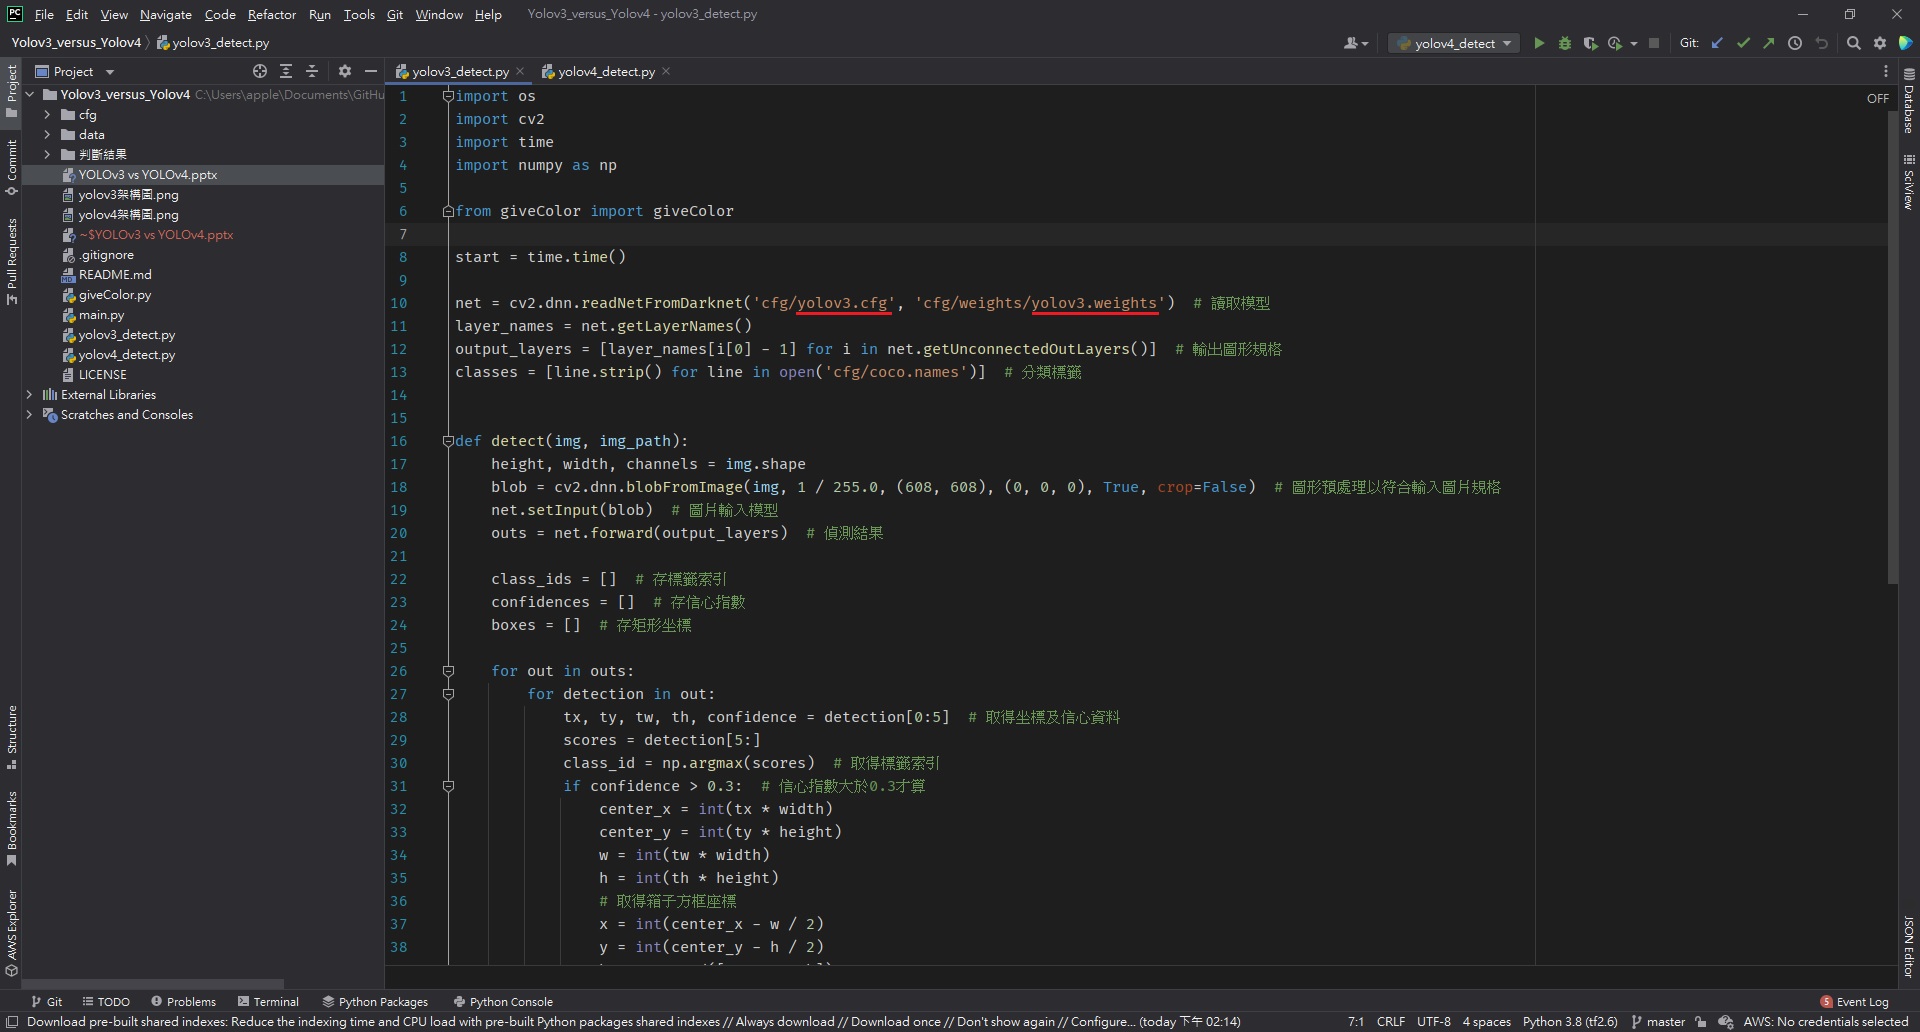 File Edit View Navigate Code Refactor Run Tools Git Window Help Yolov3_versus_Yolov4 - yolov3_detect.py
Yolov3_versus_Yolov4 yolov3_detect.py yolov4_detect Git:
Project
yolov3_detect.py yolov4_detect.py
Yolov3_versus_Yolov4 C:\Users\apple\Documents\GitHu
cfg
data
判斷結果
YOLOv3 vs YOLOv4.pptx
yolov3架構圖.png
yolov4架構圖.png
~$YOLOv3 vs YOLOv4.pptx
.gitignore
README.md
giveColor.py
main.py
yolov3_detect.py
yolov4_detect.py
LICENSE
External Libraries
Scratches and Consoles
Project
Commit
Pull Requests
Structure
Bookmarks
AWS Explorer
OFF
1 import os
2 import cv2
3 import time
4 import numpy as np
5
6 from giveColor import giveColor
7
8 start = time.time()
9
10 net = cv2.dnn.readNetFromDarknet('cfg/yolov3.cfg', 'cfg/weights/yolov3.weights')  # 讀取模型
11 layer_names = net.getLayerNames()
12 output_layers = [layer_names[i[0] - 1] for i in net.getUnconnectedOutLayers()]  # 輸出圖形規格
13 classes = [line.strip() for line in open('cfg/coco.names')]  # 分類標籤
14
15
16 def detect(img, img_path):
17     height, width, channels = img.shape
18     blob = cv2.dnn.blobFromImage(img, 1 / 255.0, (608, 608), (0, 0, 0), True, crop=False)  # 圖形預處理以符合輸入圖片規格
19     net.setInput(blob)  # 圖片輸入模型
20     outs = net.forward(output_layers)  # 偵測結果
21
22     class_ids = []  # 存標籤索引
23     confidences = []  # 存信心指數
24     boxes = []  # 存矩形坐標
25
26     for out in outs:
27         for detection in out:
28             tx, ty, tw, th, confidence = detection[0:5]  # 取得坐標及信心資料
29             scores = detection[5:]
30             class_id = np.argmax(scores)  # 取得標籤索引
31             if confidence > 0.3:  # 信心指數大於0.3才算
32                 center_x = int(tx * width)
33                 center_y = int(ty * height)
34                 w = int(tw * width)
35                 h = int(th * height)
36                 # 取得箱子方框座標
37                 x = int(center_x - w / 2)
38                 y = int(center_y - h / 2)
Database
SciView
JSON Editor
Git TODO Problems Terminal Python Packages Python Console 5 Event Log
Download pre-built shared indexes: Reduce the indexing time and CPU load with pre-built Python packages shared indexes // Always download // Download once // Don't show again // Configure... (today 下午 02:14) 7:1 CRLF UTF-8 4 spaces Python 3.8 (tf2.6) master AWS: No credentials selected